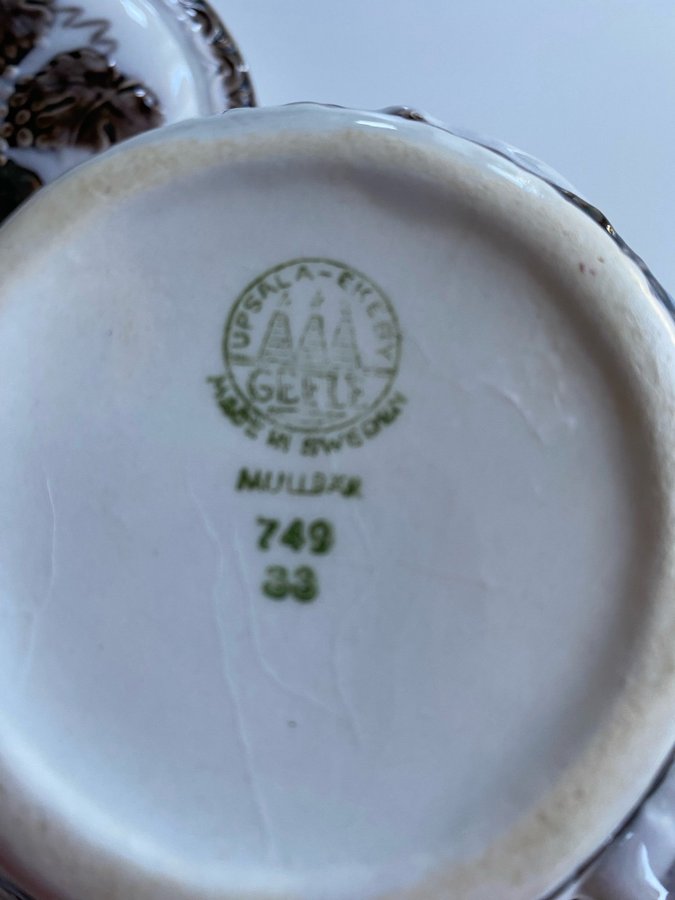 UPSALA-EKEBY
GEFLE
MADE IN SWEDEN
MULLBÄR
749
33